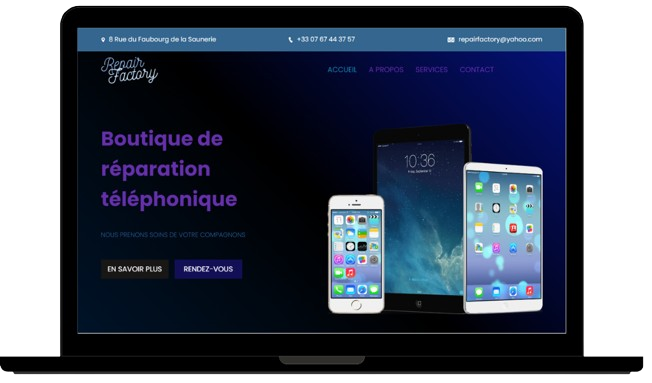 8 Rue du Faubourg de la Saunerie
+33 07 67 44 37 57
repairfactory@yahoo.com
Repair
Factory
ACCUEIL A PROPOS SERVICES CONTACT
Boutique de
réparation
téléphonique
NOUS PRENONS SOINS DE VOTRE COMPAGNONS
EN SAVOIR PLUS RENDEZ-VOUS
10:36